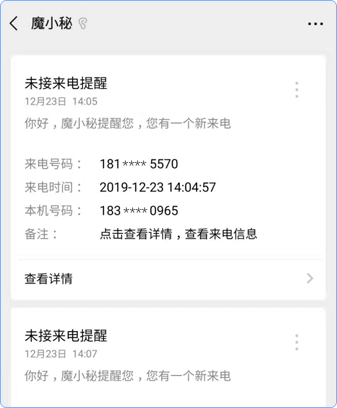 魔小秘
未接来电提醒
12月23日 14:05
你好，魔小秘提醒您，您有一个新来电
来电号码： 181****5570
来电时间： 2019-12-23 14:04:57
本机号码： 183****0965
备注： 点击查看详情，查看来电信息
查看详情
未接来电提醒
12月23日 14:07
你好，魔小秘提醒您，您有一个新来电